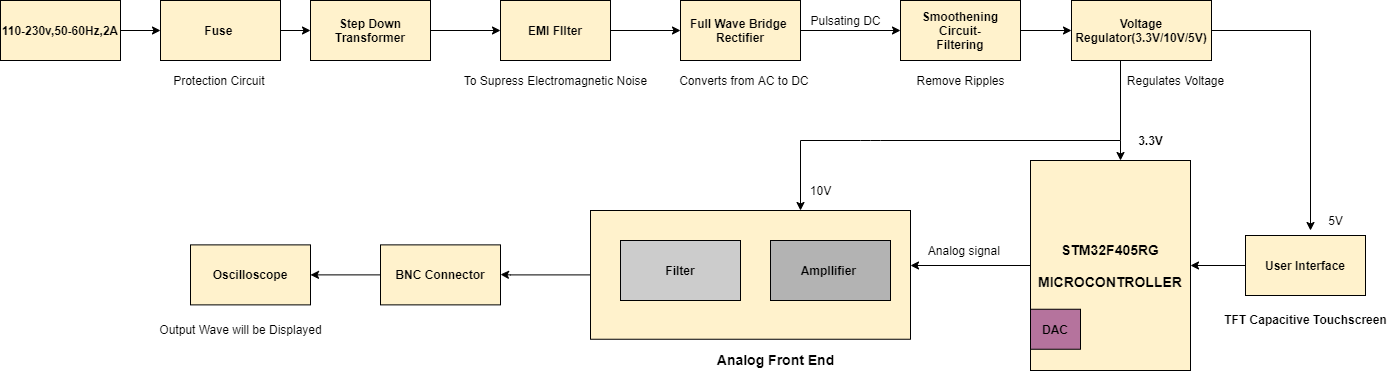 110-230v,50-60Hz,2A
Fuse
Step Down
Transformer
EMI FIlter
Full Wave Bridge
Rectifier
Pulsating DC
Smoothening
Circuit-
Filtering
Voltage
Regulator(3.3V/10V/5V)
Protection Circuit
To Supress Electromagnetic Noise
Converts from AC to DC
Remove Ripples
Regulates Voltage
3.3V
10V
5V
Oscilloscope
BNC Connector
Filter
Ampllifier
Analog signal
STM32F405RG
MICROCONTROLLER
DAC
User Interface
TFT Capacitive Touchscreen
Output Wave will be Displayed
Analog Front End